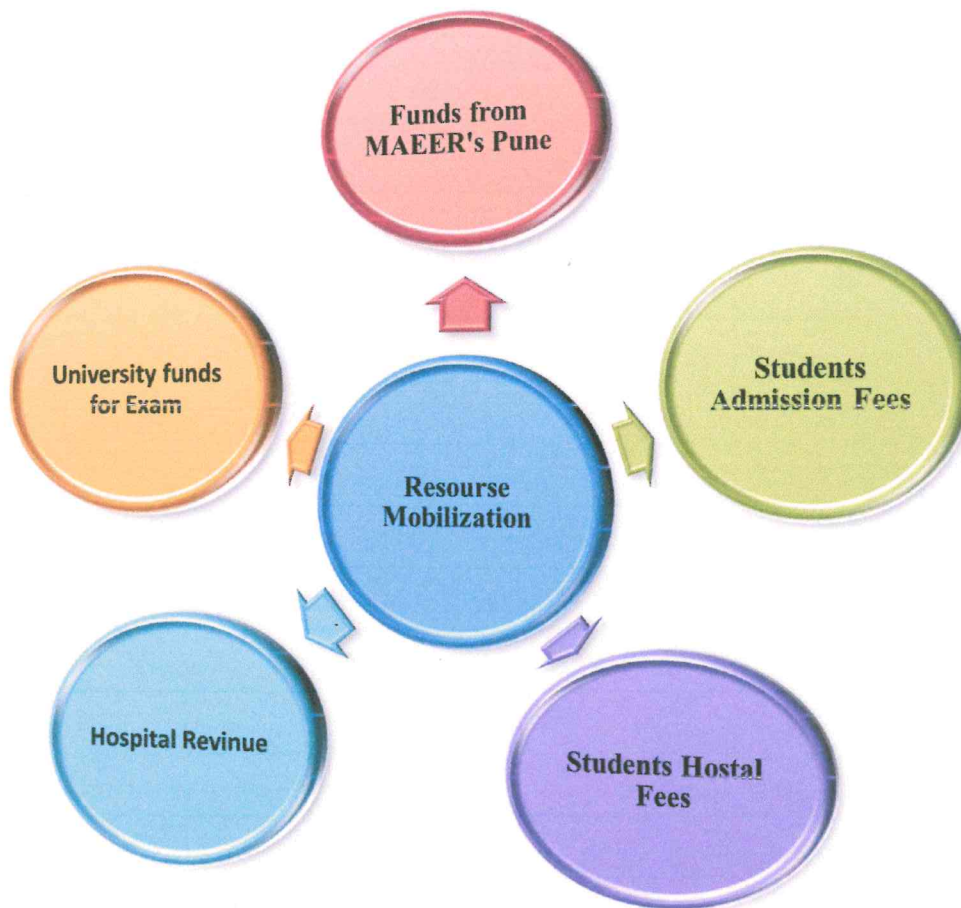 Funds from
MAEER's Pune
University funds
for Exam
Students
Admission Fees
Resourse
Mobilization
Hospital Revinue
Students Hostal
Fees